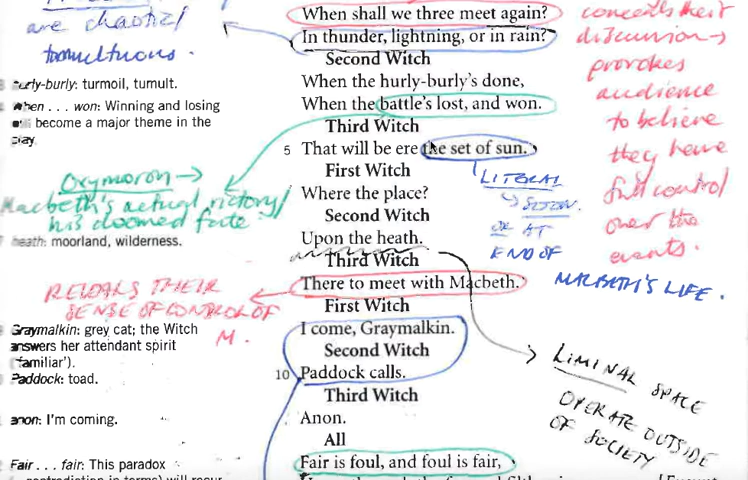 When shall we three meet again?
In thunder, lightning, or in rain?
Second Witch
When the hurly-burly's done,
When the battle's lost, and won.
Third Witch
5 That will be ere the set of sun.
First Witch
Where the place?
Second Witch
Upon the heath.
Third Witch
There to meet with Macbeth.
First Witch
I come, Graymalkin.
Second Witch
10 Paddock calls.
Third Witch
Anon.
All
Fair is foul, and foul is fair,
are chaotic/
tumultuous.
hurly-burly: turmoil, tumult.
when . . . won: Winning and losing
will become a major theme in the
play.
Oxymoron →
Macbeth's actual victory/
his doomed fate
heath: moorland, wilderness.
RELOADS THEIR
SENSE OF CONTROL OF
M.
Graymalkin: grey cat; the Witch
answers her attendant spirit
('familiar').
Paddock: toad.
anon: I'm coming.
Fair . . . fair: This paradox
contradiction in terms) will recur
their
discussion →
provokes
audience
to believe
they have
full control
over the
events.
LITERAL
OR AT
END OF
MACBETH'S LIFE.
LIMINAL SPACE
OPERATE OUTSIDE
OF SOCIETY